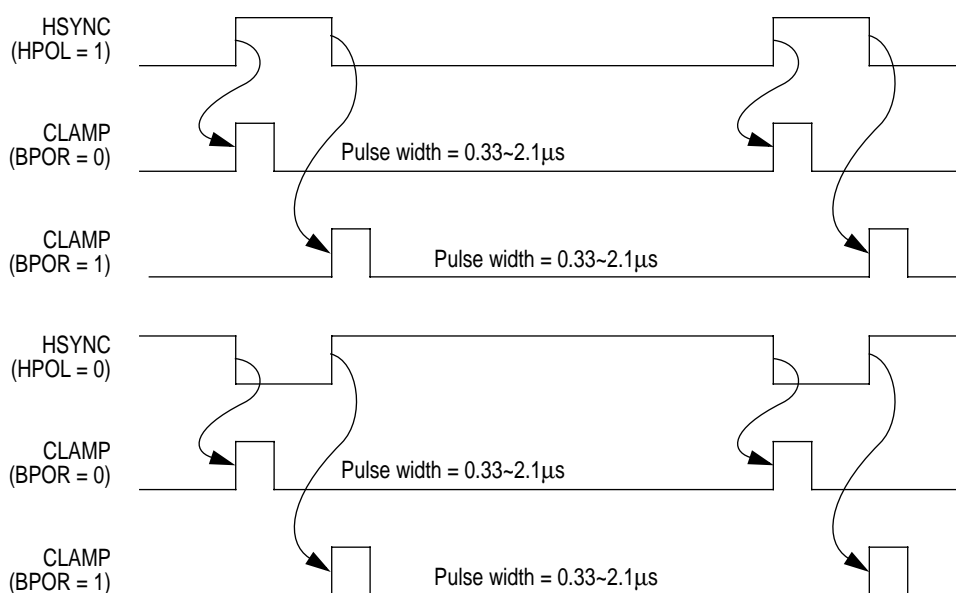 HSYNC
(HPOL = 1)
CLAMP
(BPOR = 0)
Pulse width = 0.33~2.1μs
CLAMP
(BPOR = 1)
Pulse width = 0.33~2.1μs
HSYNC
(HPOL = 0)
CLAMP
(BPOR = 0)
Pulse width = 0.33~2.1μs
CLAMP
(BPOR = 1)
Pulse width = 0.33~2.1μs